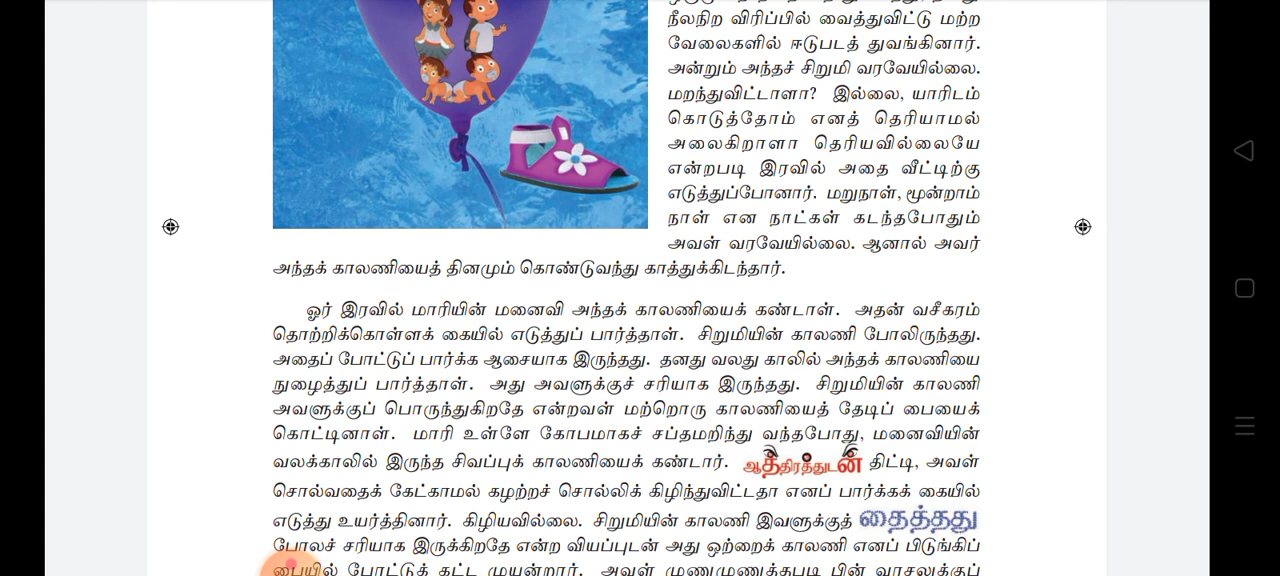 நீலநிற விரிப்பில் வைத்துவிட்டு மற்ற
வேலைகளில் ஈடுபடத் துவங்கினார்.
அன்றும் அந்தச் சிறுமி வரவேயில்லை.
மறந்துவிட்டாளா? இல்லை, யாரிடம்
கொடுத்தோம் எனத் தெரியாமல்
அலைகிறாளா தெரியவில்லையே
என்றபடி இரவில் அதை வீட்டிற்கு
எடுத்துப்போனார். மறுநாள், மூன்றாம்
நாள் என நாட்கள் கடந்தபோதும்
அவள் வரவேயில்லை. ஆனால் அவர்
அந்தக் காலணியைத் தினமும் கொண்டுவந்து காத்துக்கிடந்தார்.
ஓர் இரவில் மாரியின் மனைவி அந்தக் காலணியைக் கண்டாள். அதன் வசீகரம்
தொற்றிக்கொள்ளக் கையில் எடுத்துப் பார்த்தாள். சிறுமியின் காலணி போலிருந்தது.
அதைப் போட்டுப் பார்க்க ஆசையாக இருந்தது. தனது வலது காலில் அந்தக் காலணியை
நுழைத்துப் பார்த்தாள். அது அவளுக்குச் சரியாக இருந்தது. சிறுமியின் காலணி
அவளுக்குப் பொருந்துகிறதே என்றவள் மற்றொரு காலணியைத் தேடிப் பையைக்
கொட்டினாள். மாரி உள்ளே கோபமாகச் சப்தமறிந்து வந்தபோது, மனைவியின்
வலக்காலில் இருந்த சிவப்புக் காலணியைக் கண்டார். ஆத்திரத்துடன் திட்டி, அவள்
சொல்வதைக் கேட்காமல் கழற்றச் சொல்லிக் கிழிந்துவிட்டதா எனப் பார்க்கக் கையில்
எடுத்து உயர்த்தினார். கிழியவில்லை. சிறுமியின் காலணி இவளுக்குத் தைத்தது
போலச் சரியாக இருக்கிறதே என்ற வியப்புடன் அது ஒற்றைக் காலணி எனப் பிடுங்கிப்
பையில் போட்டுக் கட்ட முயன்றார். அவள் முணுமுணுத்தபடி பின் வாசலுக்குப்